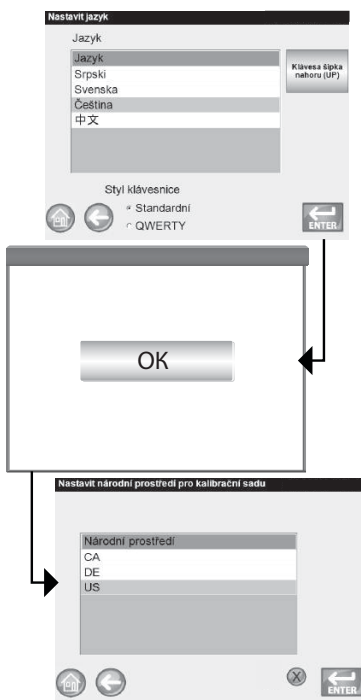 Nastavit jazyk
Jazyk
Jazyk
Srpski
Svenska
Čeština
中文
Klávesa šipka
nahoru (UP)
Styl klávesnice
Standardní
QWERTY
ENTER
OK
Nastavit národní prostředí pro kalibrační sadu
Národní prostředí
CA
DE
US
X
ENTER